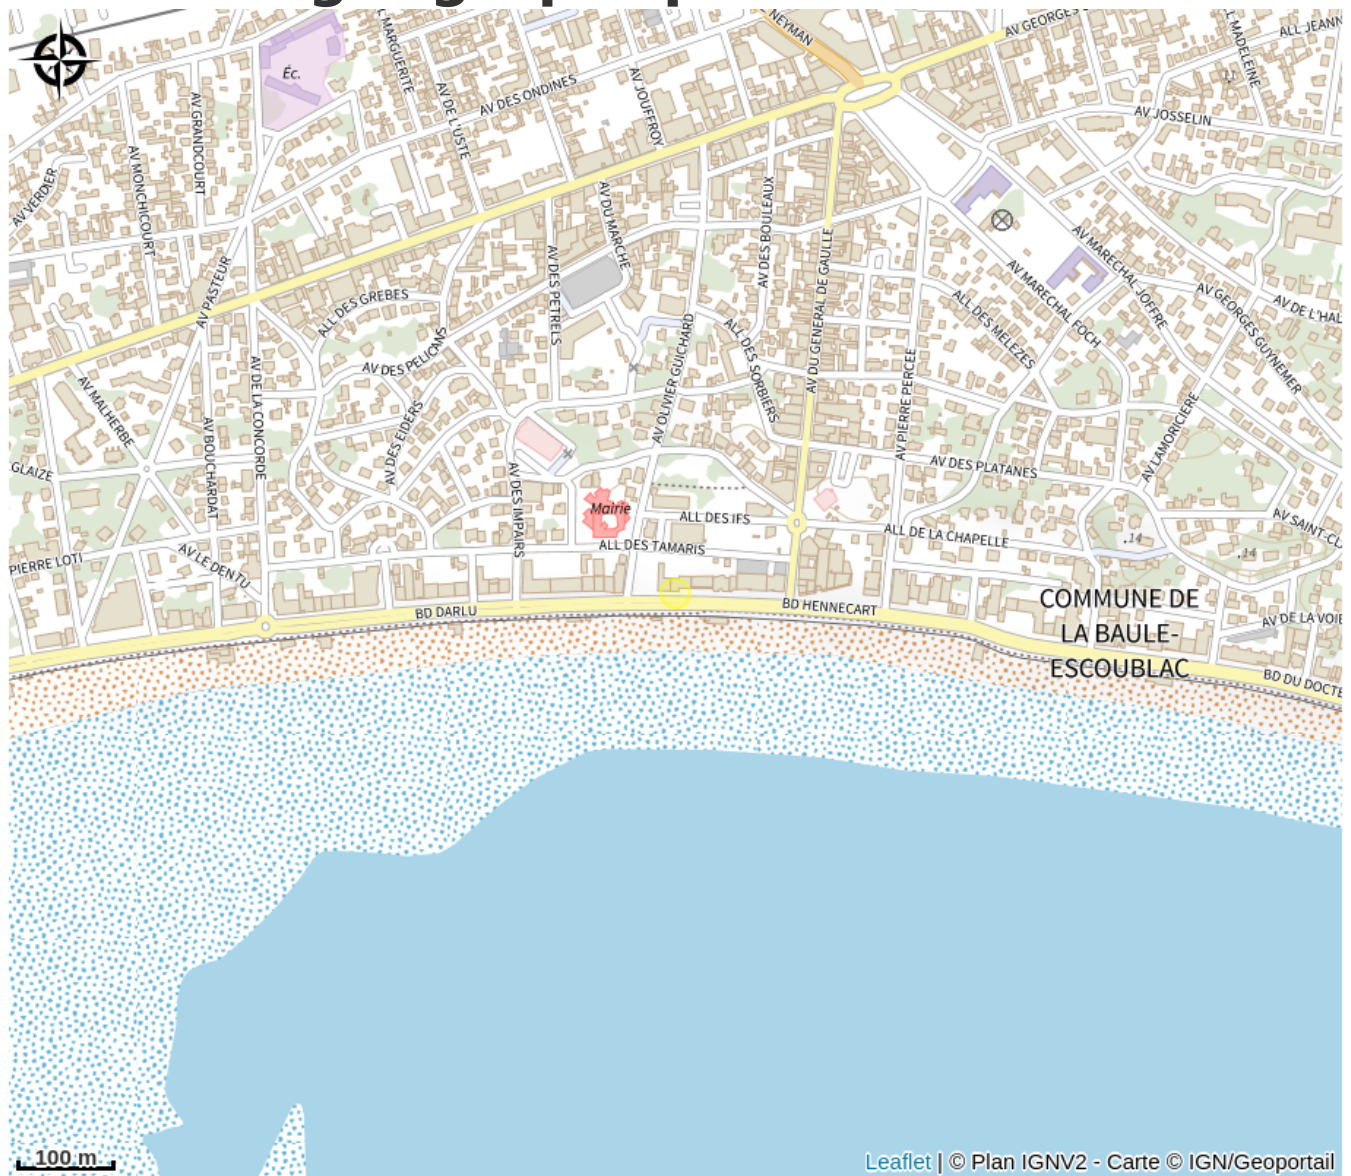 NEYMAN
AV GEORGES
ALL JEANN
MADELEINE
MARGUERITE
Éc.
AV DE L'USTE
AV DES ONDINES
AV JOUFFROY
AV JOSSELIN
AV GRANDCOURT
AV MONCHICOURT
AV VERDIER
AV DU MARCHE
AV DES BOULEAUX
AV MARECHAL JOFFRE
AV PASTEUR
ALL DES GREBES
AV DES PETRELS
AV DU GENERAL DE GAULLE
AV MARECHAL FOCH
AV GEORGES GUYNEMER
AV DE L'HAL
ALL DES MELEZES
AV DES PELICANS
AV OLIVIER GUICHARD
ALL DES SORBIERS
AV PIERRE PERCEE
AV MALHERBE
AV DE LA CONCORDE
AV BOUCHARDAT
AV DES EIDERS
AV LAMORICIERE
GLAIZE
AV DES PLATANES
AV DES IMPAIRS
Mairie
ALL DES IFS
ALL DE LA CHAPELLE
AV SAINT-CL
.14
.14
ALL DES TAMARIS
PIERRE LOTI
AV LE DENTU
BD DARLU
BD HENNECART
COMMUNE DE
LA BAULE-
ESCOUBLAC
AV DE LA VOIE
BD DU DOCTE
100 m
Leaflet | © Plan IGNV2 - Carte © IGN/Geoportail